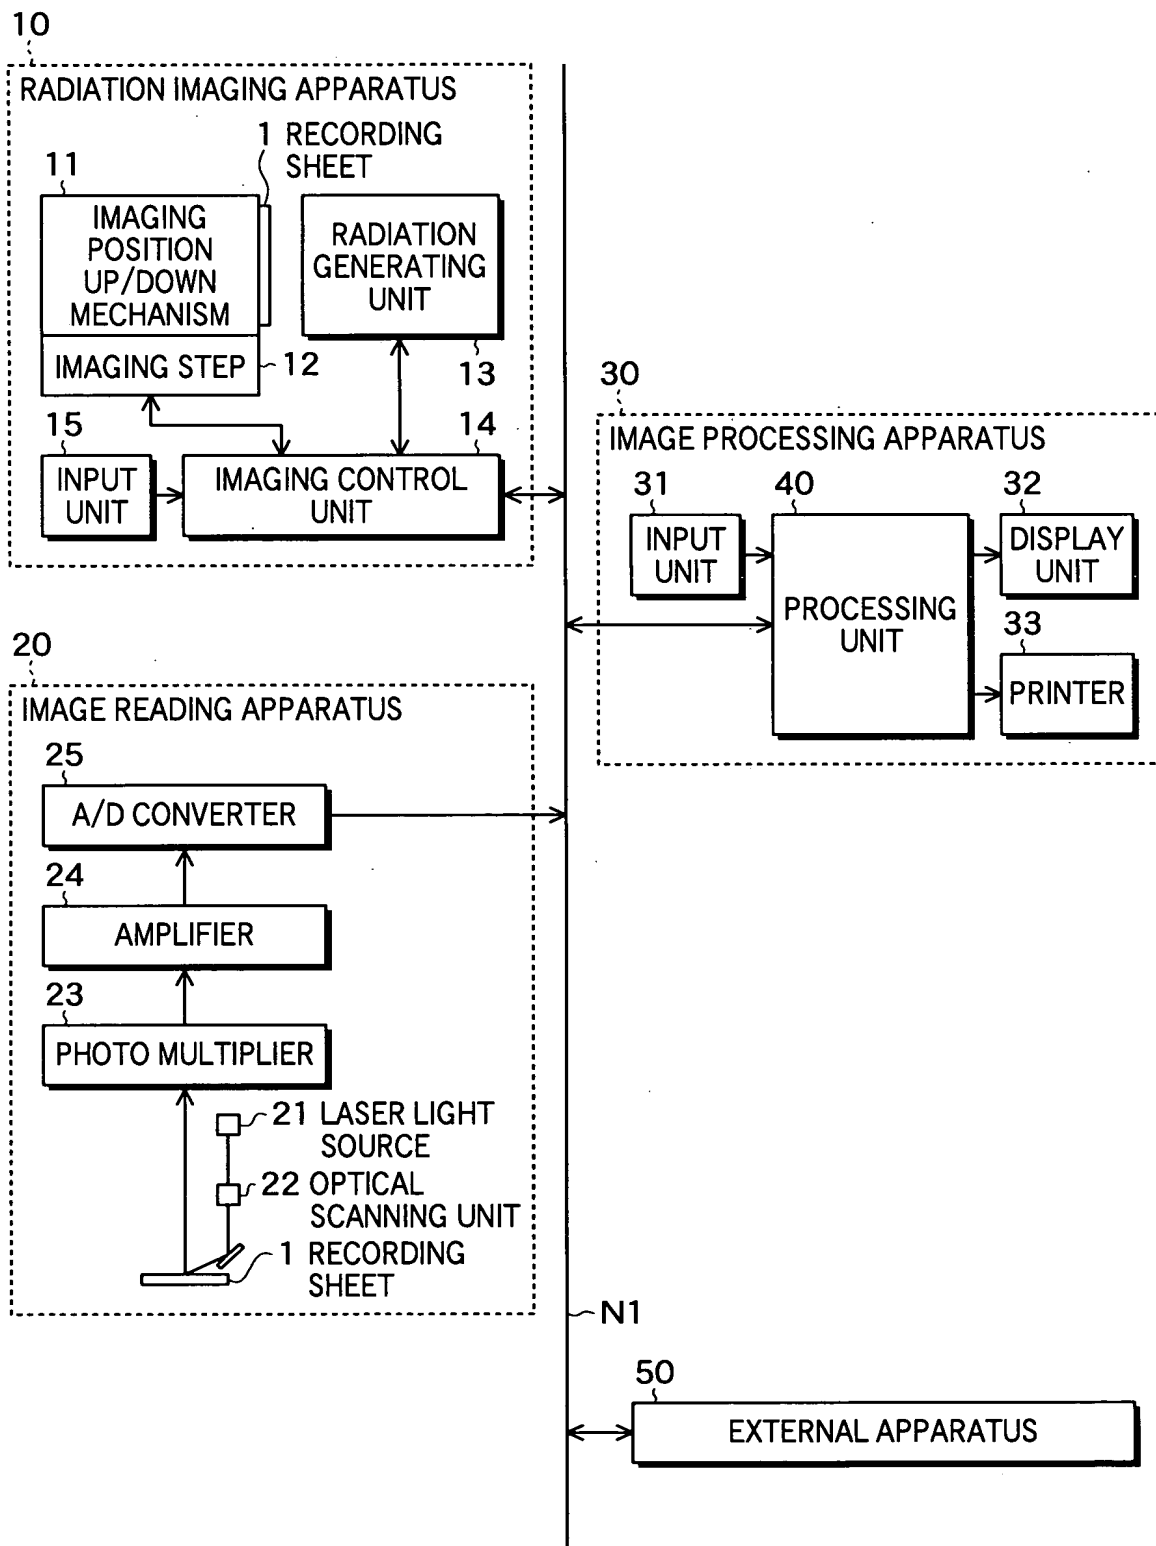 10
RADIATION IMAGING APPARATUS
1 RECORDING
SHEET
11
IMAGING
POSITION
UP/DOWN
MECHANISM
RADIATION
GENERATING
UNIT
IMAGING STEP
12
13
15
INPUT
UNIT
14
IMAGING CONTROL
UNIT
30
IMAGE PROCESSING APPARATUS
31
INPUT
UNIT
40
PROCESSING
UNIT
32
DISPLAY
UNIT
33
PRINTER
20
IMAGE READING APPARATUS
25
A/D CONVERTER
24
AMPLIFIER
23
PHOTO MULTIPLIER
21 LASER LIGHT
SOURCE
22 OPTICAL
SCANNING UNIT
1 RECORDING
SHEET
N1
50
EXTERNAL APPARATUS